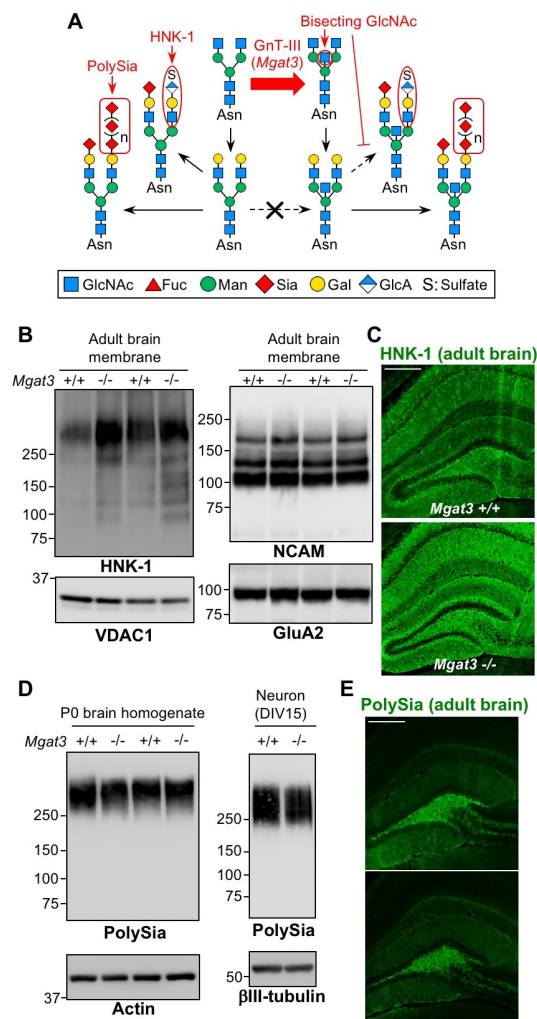 A
PolySia
HNK-1
GnT-III
(Mgat3)
Bisecting GlcNAc
S
S
n
n
Asn
Asn
Asn
Asn
Asn
Asn
Asn
Asn
GlcNAc Fuc Man Sia Gal GlcA S: Sulfate
B
Adult brain
membrane
Mgat3 +/+ -/- +/+ -/-
250
150
100
75
HNK-1
37
VDAC1
Adult brain
membrane
+/+ -/- +/+ -/-
250
150
100
75
NCAM
100
75
GluA2
C
HNK-1 (adult brain)
Mgat3 +/+
Mgat3 -/-
D
P0 brain homogenate
Mgat3 +/+ -/- +/+ -/-
250
150
100
75
PolySia
37
Actin
Neuron
(DIV15)
+/+ -/-
250
150
100
75
PolySia
50
βIII-tubulin
E
PolySia (adult brain)